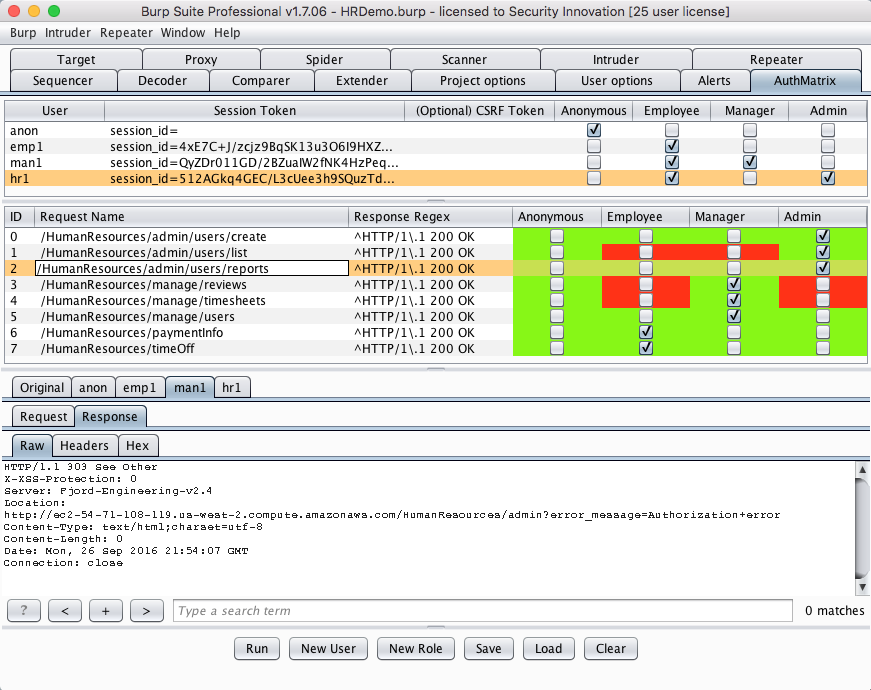 Burp Suite Professional v1.7.06 - HRDemo.burp - licensed to Security Innovation [25 user license]
Burp Intruder Repeater Window Help
Target Proxy Spider Scanner Intruder Repeater
Sequencer Decoder Comparer Extender Project options User options Alerts AuthMatrix
User Session Token (Optional) CSRF Token Anonymous Employee Manager Admin
anon session_id=
emp1 session_id=4xE7C+J/zcjz9BqSK13u3O6I9HXZ...
man1 session_id=QyZDr011GD/2BZualW2fNK4HzPeq...
hr1 session_id=512AGkq4GEC/L3cUee3h9SQuzTd...
ID Request Name Response Regex Anonymous Employee Manager Admin
0 /HumanResources/admin/users/create ^HTTP/1\.1 200 OK
1 /HumanResources/admin/users/list ^HTTP/1\.1 200 OK
2 /HumanResources/admin/users/reports ^HTTP/1\.1 200 OK
3 /HumanResources/manage/reviews ^HTTP/1\.1 200 OK
4 /HumanResources/manage/timesheets ^HTTP/1\.1 200 OK
5 /HumanResources/manage/users ^HTTP/1\.1 200 OK
6 /HumanResources/paymentInfo ^HTTP/1\.1 200 OK
7 /HumanResources/timeOff ^HTTP/1\.1 200 OK
Original anon emp1 man1 hr1
Request Response
Raw Headers Hex
HTTP/1.1 303 See Other
X-XSS-Protection: 0
Server: Fjord-Engineering-v2.4
Location:
http://ec2-54-71-108-119.us-west-2.compute.amazonaws.com/HumanResources/admin?error_message=Authorization+error
Content-Type: text/html;charset=utf-8
Content-Length: 0
Date: Mon, 26 Sep 2016 21:54:07 GMT
Connection: close
? < + > Type a search term 0 matches
Run New User New Role Save Load Clear